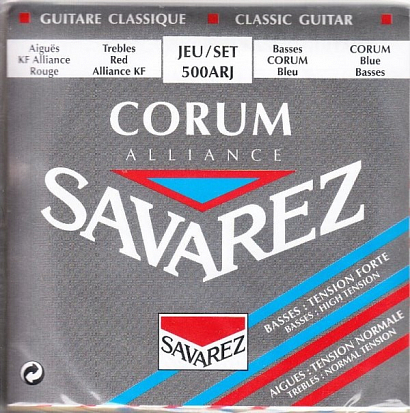 GUITARE CLASSIQUE CLASSIC GUITAR
Aiguës
KF Alliance
Rouge
Trebles
Red
Alliance KF
JEU/SET
500ARJ
Basses
CORUM
Bleu
CORUM
Blue
Basses
CORUM
ALLIANCE
SAVAREZ
BASSES : TENSION FORTE
BASSES : HIGH TENSION
SAVAREZ
AIGUES : TENSION NORMALE
TREBLES : NORMAL TENSION